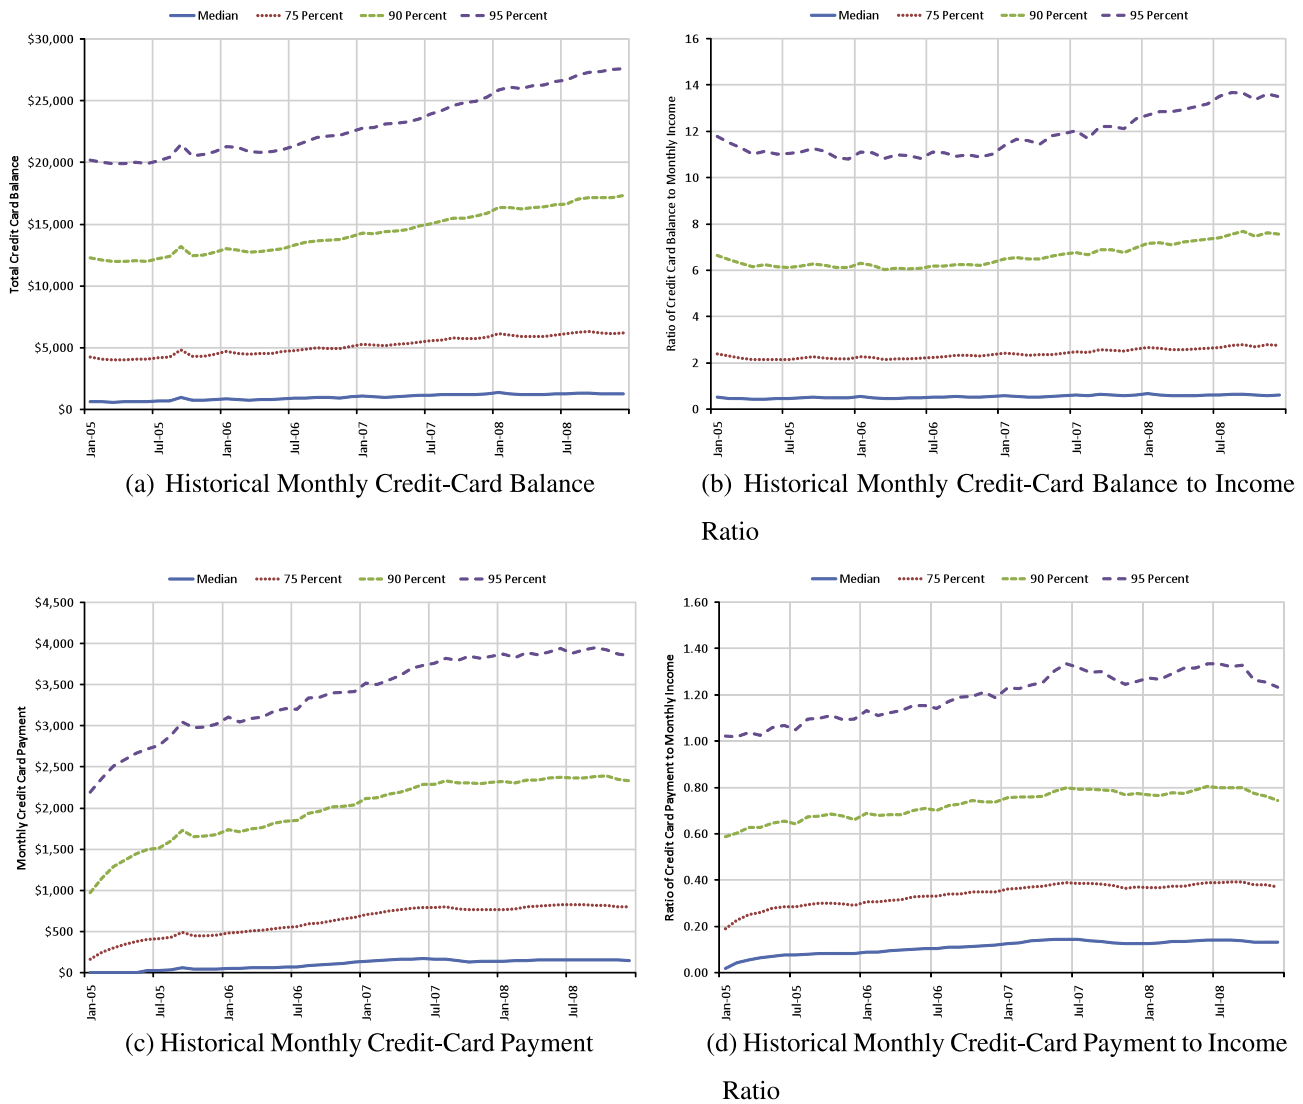 Median 75 Percent 90 Percent 95 Percent
$30,000
$25,000
$20,000
$15,000
$10,000
$5,000
$0
Total Credit Card Balance
Jan-05 Jul-05 Jan-06 Jul-06 Jan-07 Jul-07 Jan-08 Jul-08
(a) Historical Monthly Credit-Card Balance
Median 75 Percent 90 Percent 95 Percent
16
14
12
10
8
6
4
2
0
Ratio of Credit Card Balance to Monthly Income
Jan-05 Jul-05 Jan-06 Jul-06 Jan-07 Jul-07 Jan-08 Jul-08
(b) Historical Monthly Credit-Card Balance to Income
Ratio
Median 75 Percent 90 Percent 95 Percent
$4,500
$4,000
$3,500
$3,000
$2,500
$2,000
$1,500
$1,000
$500
$0
Monthly Credit Card Payment
Jan-05 Jul-05 Jan-06 Jul-06 Jan-07 Jul-07 Jan-08 Jul-08
(c) Historical Monthly Credit-Card Payment
Median 75 Percent 90 Percent 95 Percent
1.60
1.40
1.20
1.00
0.80
0.60
0.40
0.20
0.00
Ratio of Credit Card Payment to Monthly Income
Jan-05 Jul-05 Jan-06 Jul-06 Jan-07 Jul-07 Jan-08 Jul-08
(d) Historical Monthly Credit-Card Payment to Income
Ratio